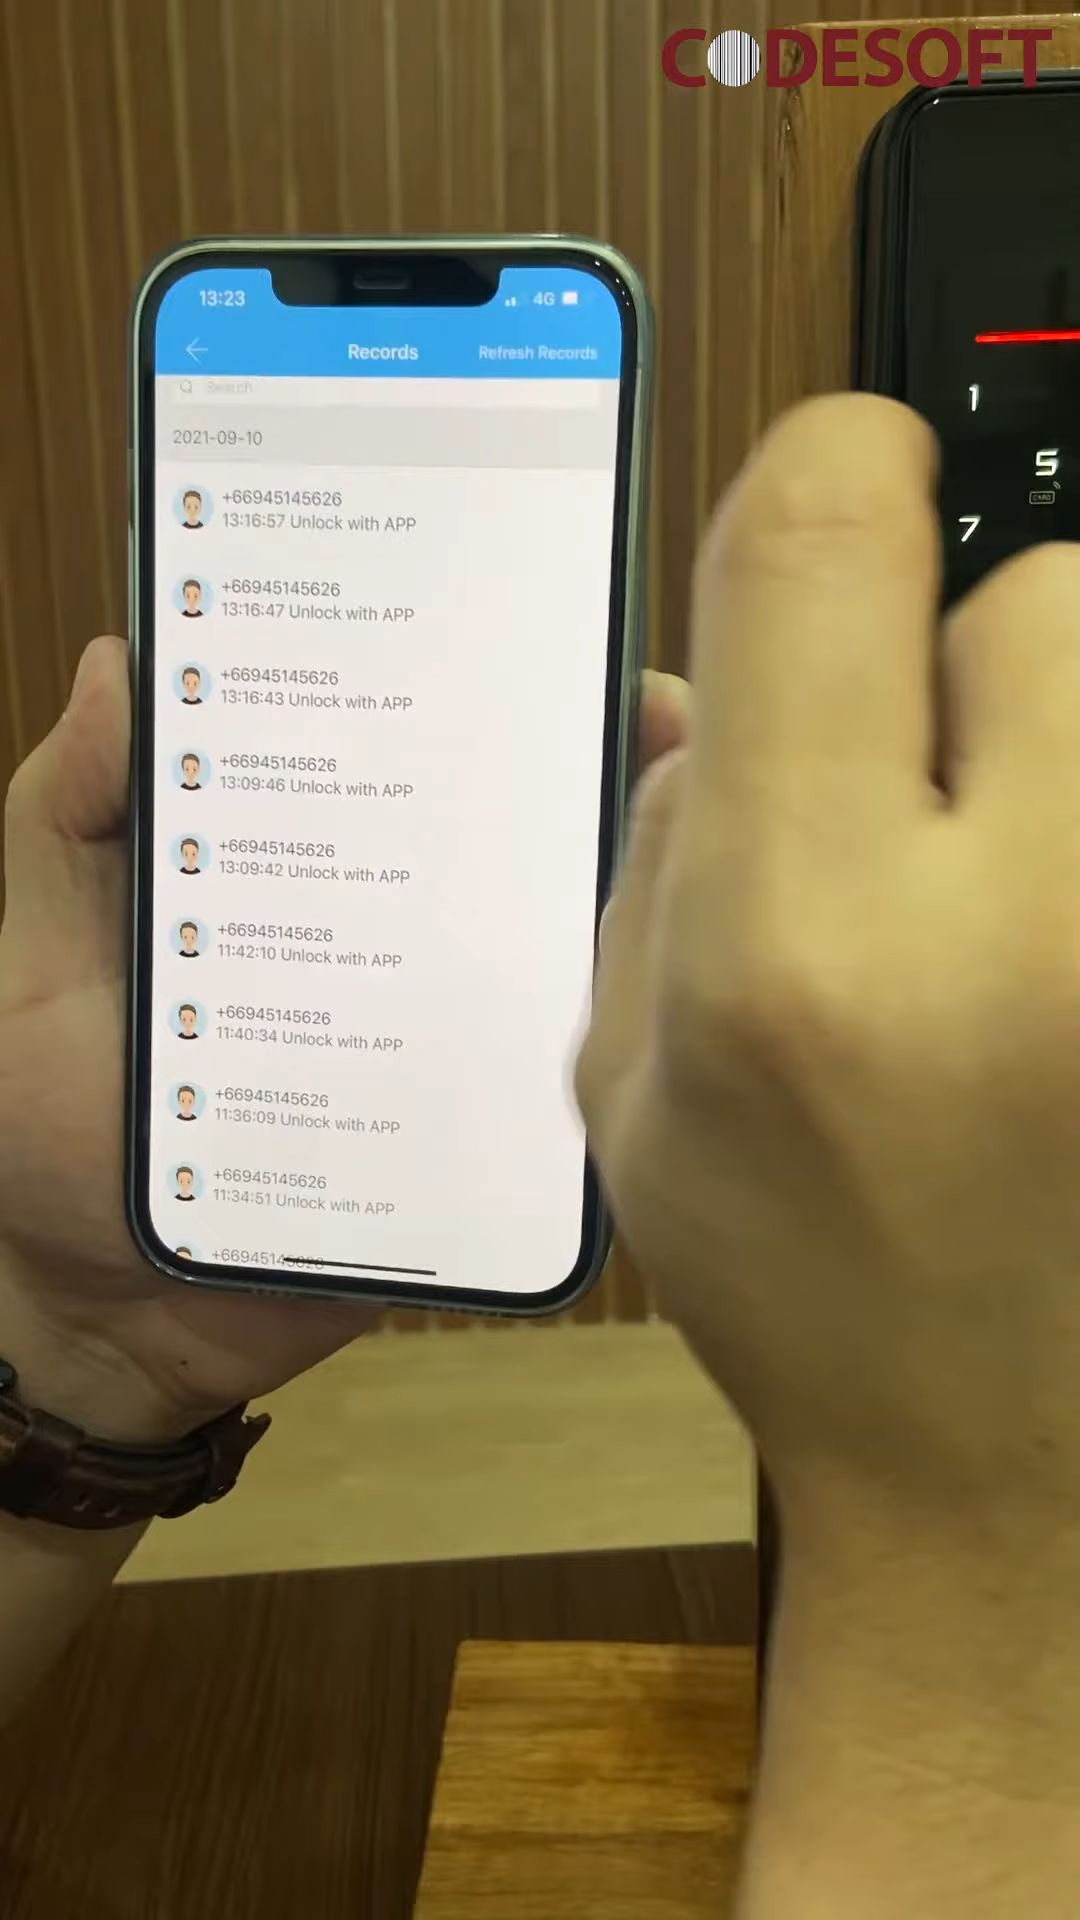 CODESOFT
13:23
4G
Records
Refresh Records
Search
2021-09-10
+66945145626
13:16:57 Unlock with APP
+66945145626
13:16:47 Unlock with APP
+66945145626
13:16:43 Unlock with APP
+66945145626
13:09:46 Unlock with APP
+66945145626
13:09:42 Unlock with APP
+66945145626
11:42:10 Unlock with APP
+66945145626
11:40:34 Unlock with APP
+66945145626
11:36:09 Unlock with APP
+66945145626
11:34:51 Unlock with APP
+66945145626
1
5
CARD
7